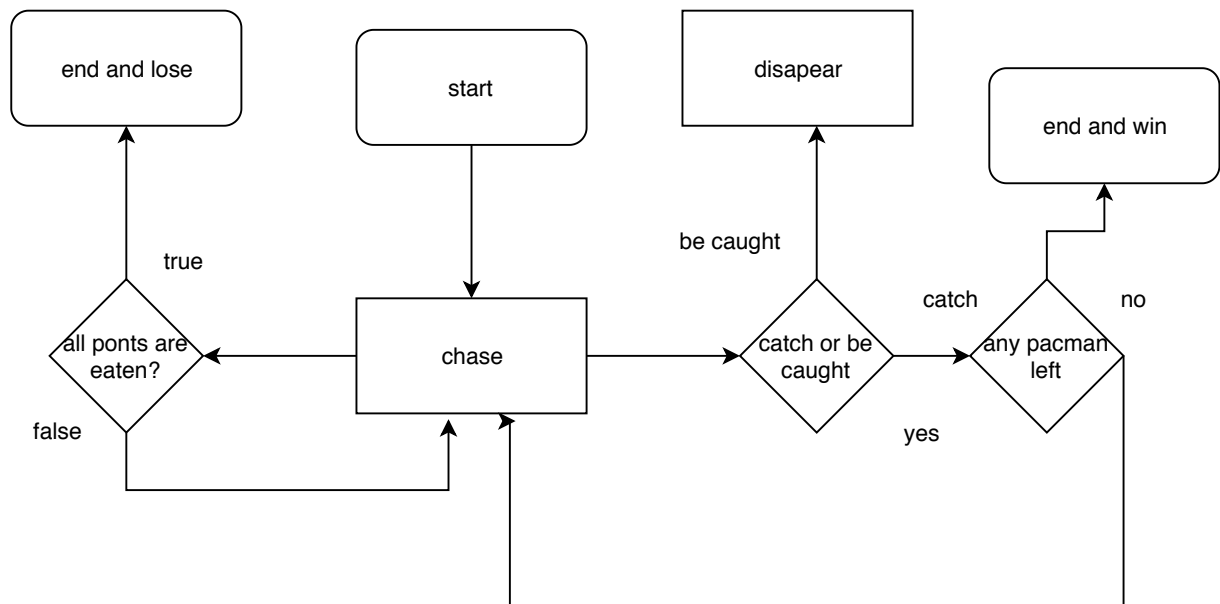 end and lose
start
disapear
end and win
be caught
true
catch
no
all ponts are
eaten?
chase
catch or be
caught
any pacman
left
false
yes